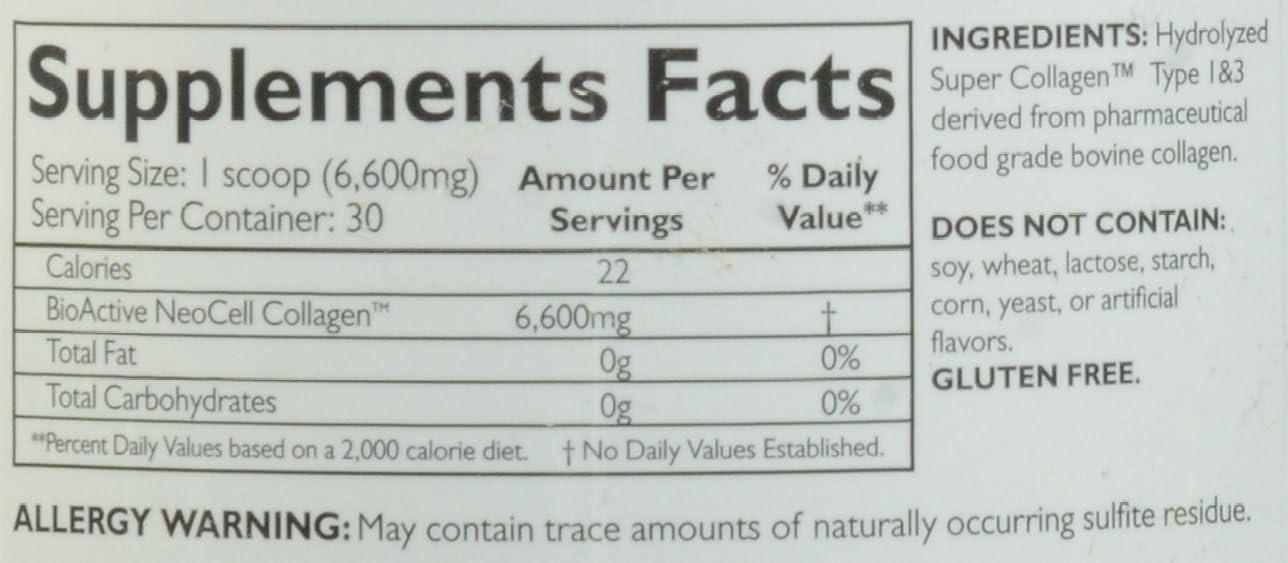 Supplements Facts
Serving Size: 1 scoop (6,600mg) Amount Per % Daily
Serving Per Container: 30 Servings Value**
Calories 22
BioActive NeoCell Collagen™ 6,600mg †
Total Fat 0g 0%
Total Carbohydrates 0g 0%
**Percent Daily Values based on a 2,000 calorie diet. † No Daily Values Established.
INGREDIENTS: Hydrolyzed
Super Collagen™ Type 1&3
derived from pharmaceutical
food grade bovine collagen.
DOES NOT CONTAIN:
soy, wheat, lactose, starch,
corn, yeast, or artificial
flavors.
GLUTEN FREE.
ALLERGY WARNING: May contain trace amounts of naturally occurring sulfite residue.